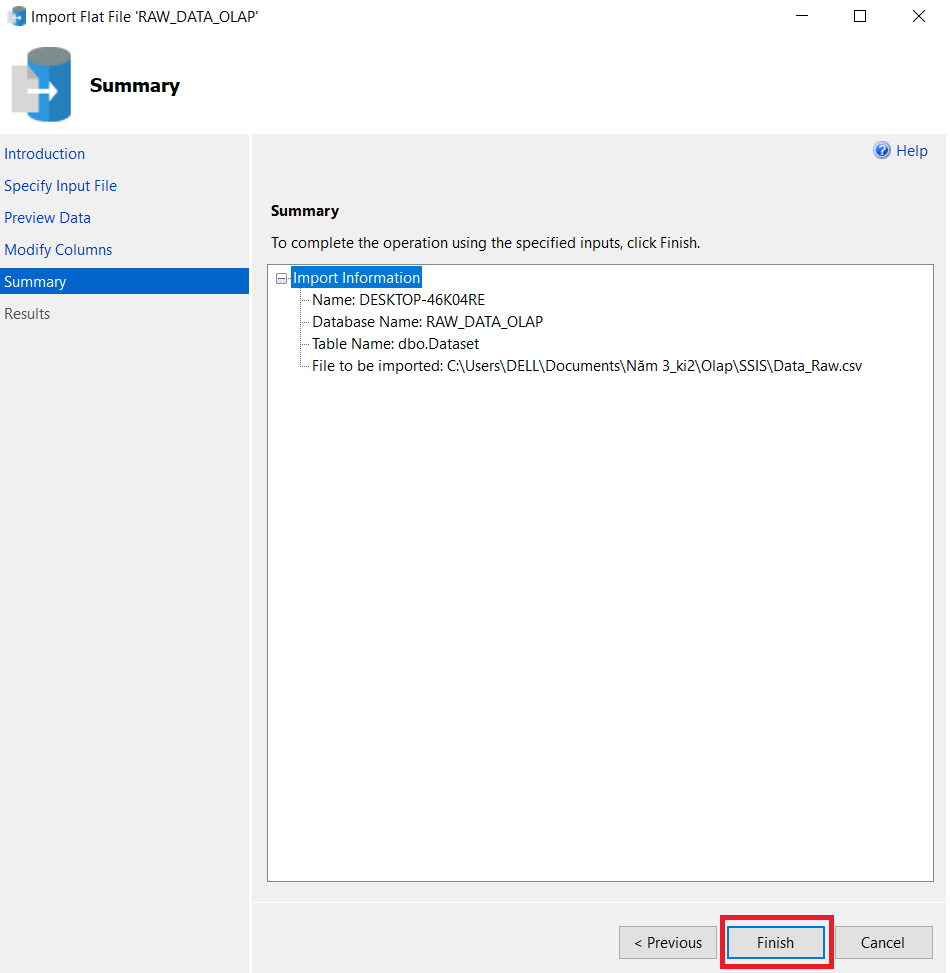 Import Flat File 'RAW_DATA_OLAP'
Summary
Introduction
Specify Input File
Preview Data
Modify Columns
Summary
Results
Help
Summary
To complete the operation using the specified inputs, click Finish.
Import Information
Name: DESKTOP-46K04RE
Database Name: RAW_DATA_OLAP
Table Name: dbo.Dataset
File to be imported: C:\Users\DELL\Documents\Năm 3_ki2\Olap\SSIS\Data_Raw.csv
< Previous
Finish
Cancel